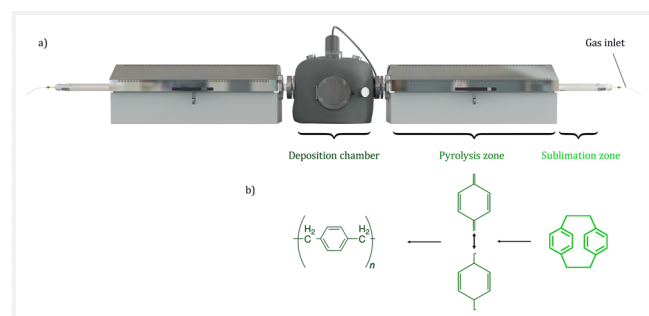 a)
Gas inlet
Deposition chamber
Pyrolysis zone
Sublimation zone
b)
H2
H2
C
C
n